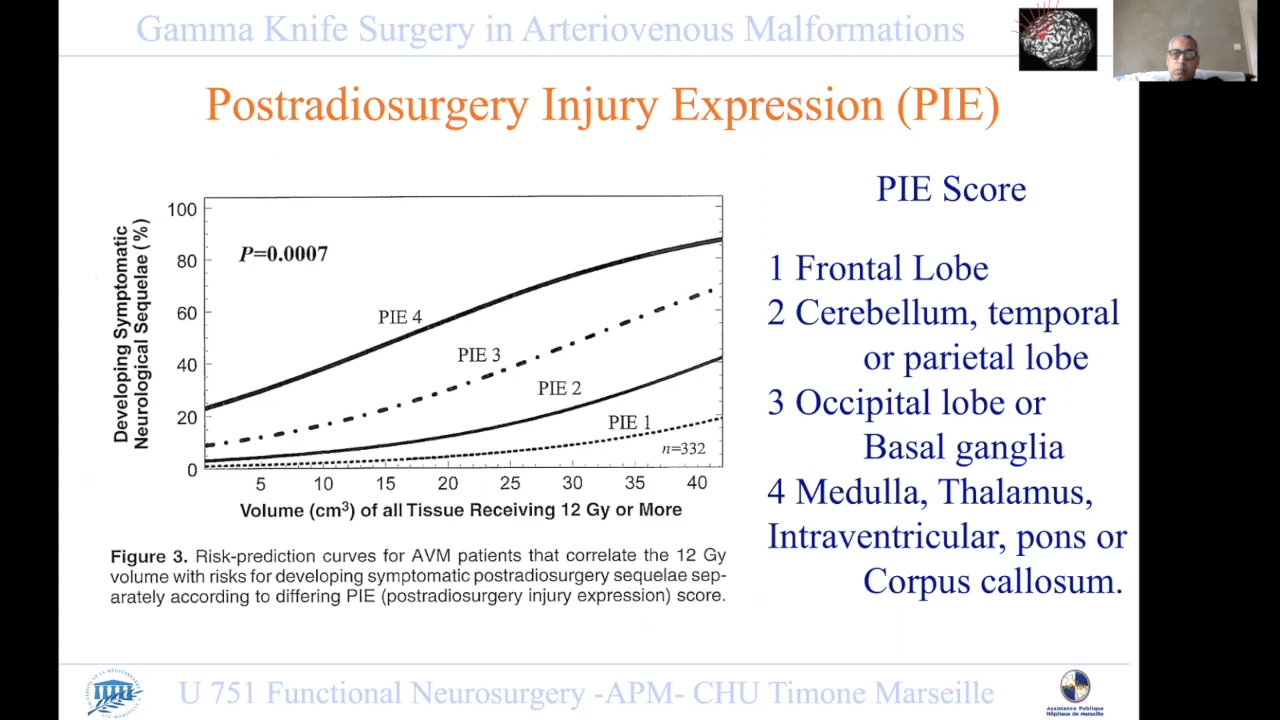 Gamma Knife Surgery in Arteriovenous Malformations
Postradiosurgery Injury Expression (PIE)
Developing Symptomatic
Neurological Sequelae (%)
100
80
60
40
20
0
P=0.0007
PIE 4
PIE 3
PIE 2
PIE 1
n=332
5 10 15 20 25 30 35 40
Volume (cm³) of all Tissue Receiving 12 Gy or More
Figure 3. Risk-prediction curves for AVM patients that correlate the 12 Gy
volume with risks for developing symptomatic postradiosurgery sequelae sep-
arately according to differing PIE (postradiosurgery injury expression) score.
PIE Score
1 Frontal Lobe
2 Cerebellum, temporal
or parietal lobe
3 Occipital lobe or
Basal ganglia
4 Medulla, Thalamus,
Intraventricular, pons or
Corpus callosum.
U 751 Functional Neurosurgery -APM- CHU Timone Marseille
Assistance Publique
Hôpitaux de Marseille